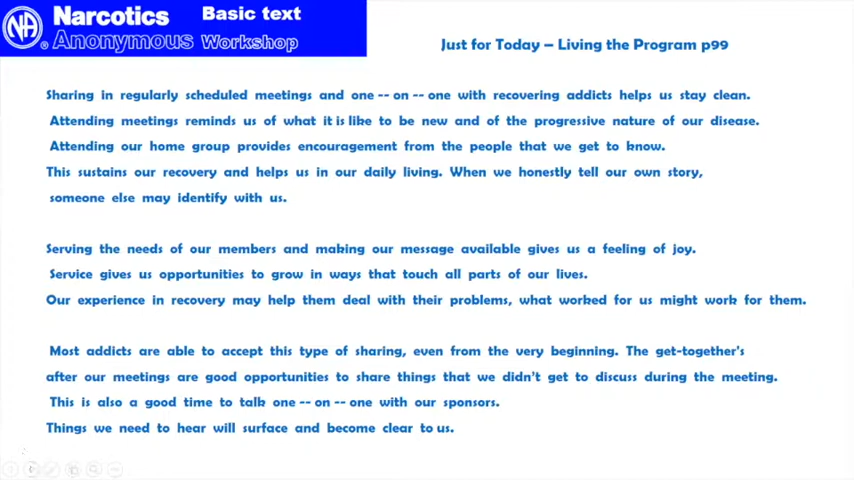 NA
®
Narcotics Anonymous
Basic text Workshop
Just for Today – Living the Program p99
Sharing in regularly scheduled meetings and one -- on -- one with recovering addicts helps us stay clean.
Attending meetings reminds us of what it is like to be new and of the progressive nature of our disease.
Attending our home group provides encouragement from the people that we get to know.
This sustains our recovery and helps us in our daily living. When we honestly tell our own story,
someone else may identify with us.
Serving the needs of our members and making our message available gives us a feeling of joy.
Service gives us opportunities to grow in ways that touch all parts of our lives.
Our experience in recovery may help them deal with their problems, what worked for us might work for them.
Most addicts are able to accept this type of sharing, even from the very beginning. The get-together's
after our meetings are good opportunities to share things that we didn't get to discuss during the meeting.
This is also a good time to talk one -- on -- one with our sponsors.
Things we need to hear will surface and become clear to us.